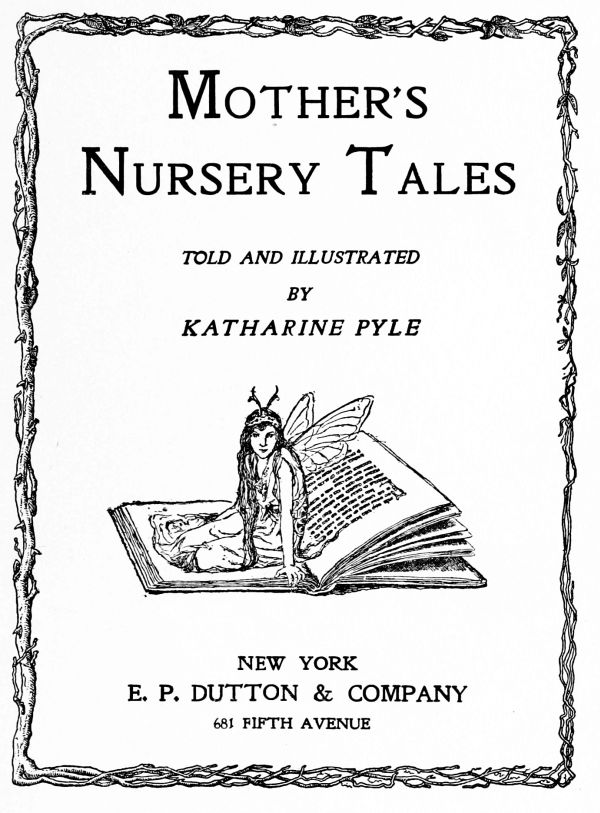 MOTHER'S
NURSERY TALES
TOLD AND ILLUSTRATED
BY
KATHARINE PYLE
NEW YORK
E. P. DUTTON & COMPANY
681 FIFTH AVENUE